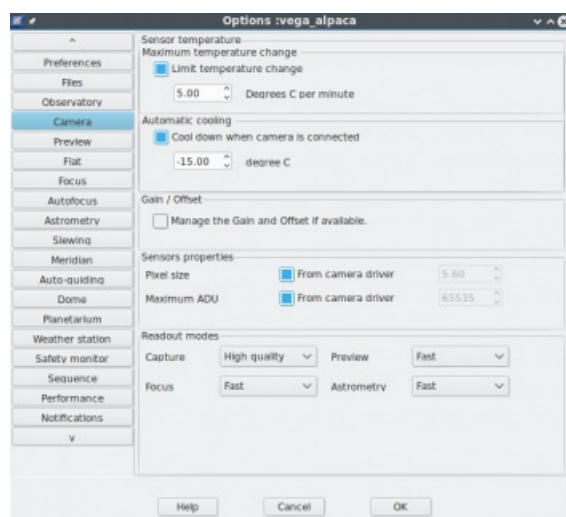 Options :vega_alpaca
Preferences
Files
Observatory
Camera
Preview
Flat
Focus
Autofocus
Astrometry
Slewing
Meridian
Auto-guiding
Dome
Planetarium
Weather station
Safety monitor
Sequence
Performance
Notifications
v
Sensor temperature
Maximum temperature change
Limit temperature change
5.00 Degrees C per minute
Automatic cooling
Cool down when camera is connected
-15.00 degree C
Gain / Offset
Manage the Gain and Offset if available.
Sensors properties
Pixel size From camera driver 5.60
Maximum ADU From camera driver 65535
Readout modes
Capture High quality Preview Fast
Focus Fast Astrometry Fast
Help Cancel OK